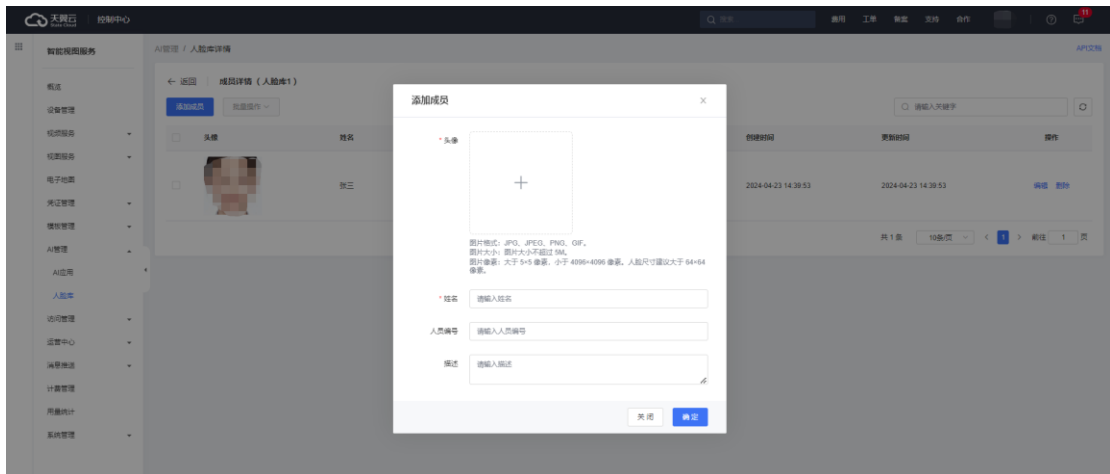 天翼云 控制中心
搜索 费用 工单 备案 支持 合作 11
智能视图服务
AI管理 / 人脸库详情
API文档
概览
设备管理
视频服务
视图服务
电子地图
凭证管理
模板管理
AI管理
AI应用
人脸库
访问管理
运营中心
消息推送
计算管理
用量统计
系统管理
← 返回 成员详情(人脸库1)
添加成员 批量操作
请输入关键字
头像 姓名 创建时间 更新时间 操作
张三 2024-04-23 14:39:53 2024-04-23 14:39:53 编辑 删除
共 1 条 10条/页 1 前往 1 页
添加成员
* 头像
图片格式:JPG、JPEG、PNG、GIF。
图片大小:图片大小不超过 5M。
图片像素:大于 5×5 像素,小于 4096×4096 像素。人脸尺寸建议大于 64×64
像素。
* 姓名 请输入姓名
人员编号 请输入人员编号
描述 请输入描述
关闭 确定